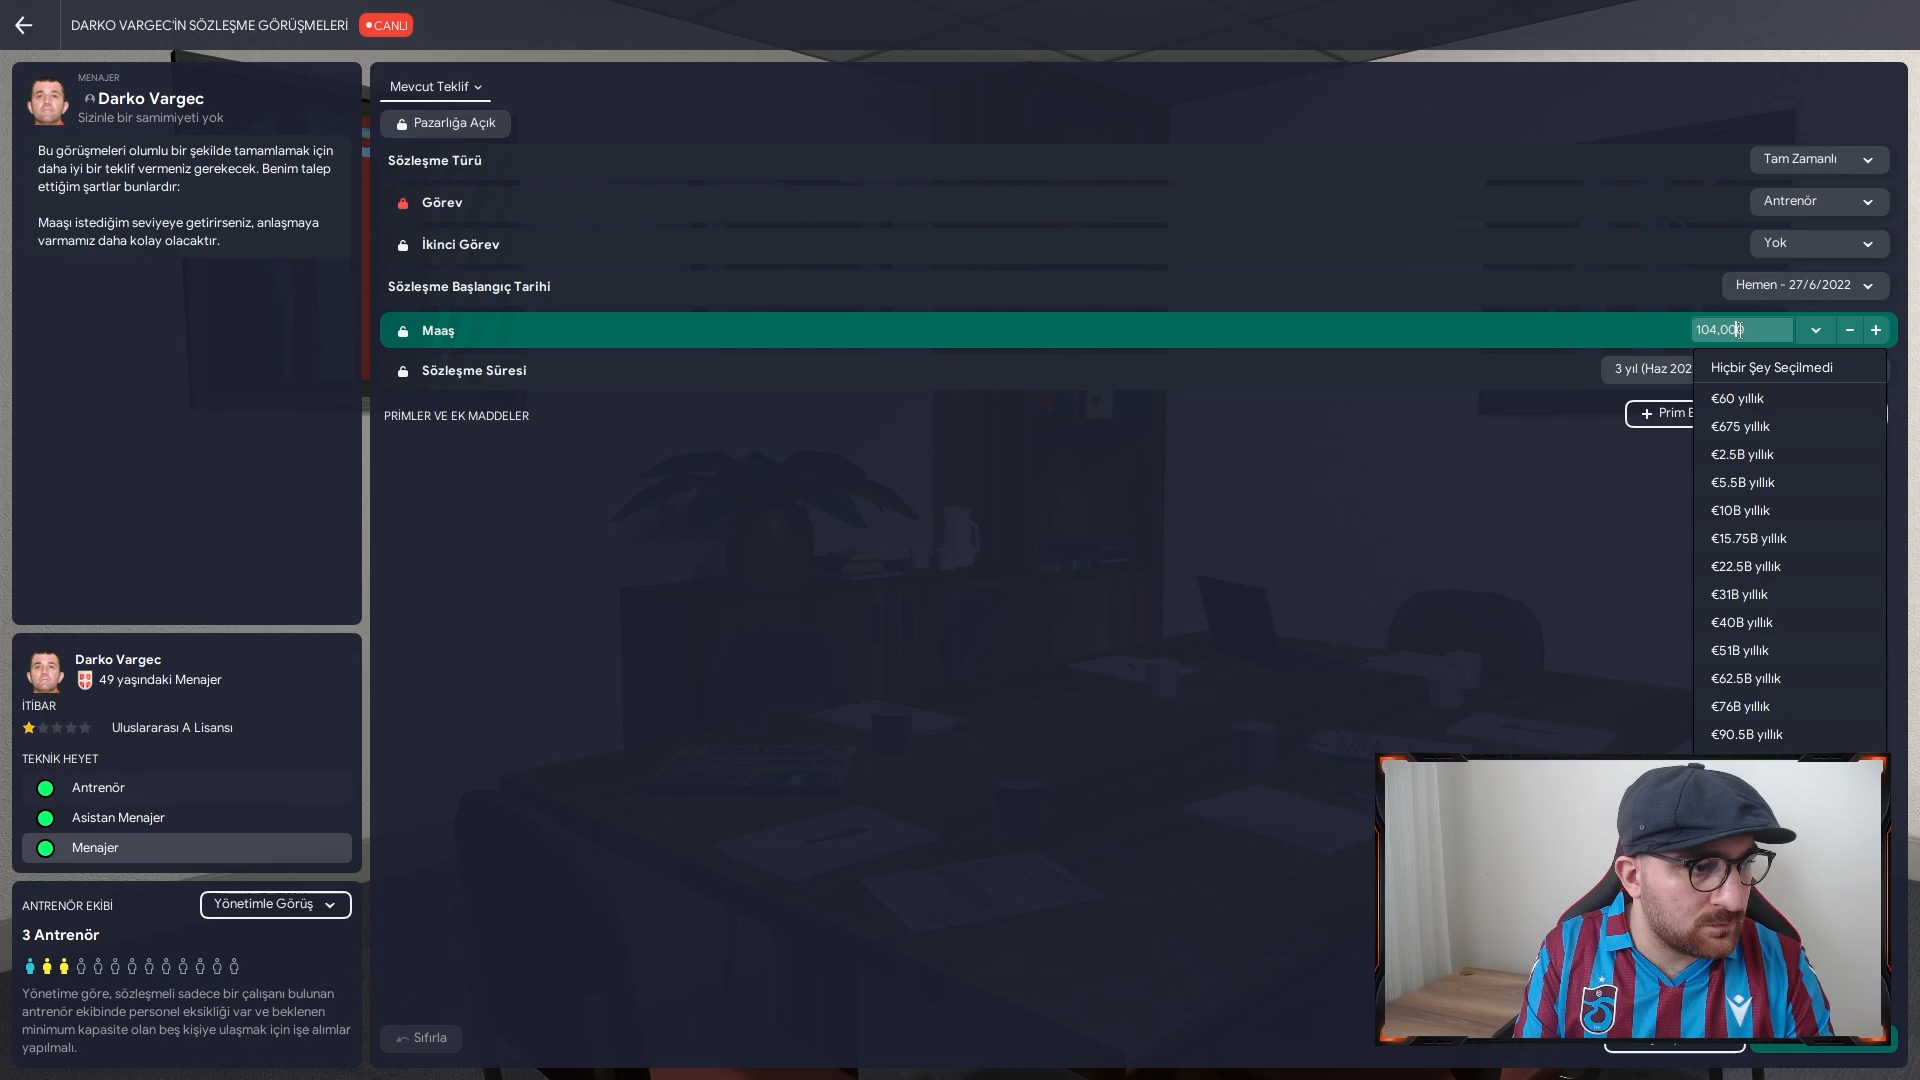 DARKO VARGEC'İN SÖZLEŞME GÖRÜŞMELERİ
CANLI
MENAJER
Darko Vargec
Sizinle bir samimiyeti yok
Bu görüşmeleri olumlu bir şekilde tamamlamak için
daha iyi bir teklif vermeniz gerekecek. Benim talep
ettiğim şartlar bunlardır:
Maaşı istediğim seviyeye getirirseniz, anlaşmaya
varmamız daha kolay olacaktır.
Darko Vargec
49 yaşındaki Menajer
İTİBAR
Uluslararası A Lisansı
TEKNİK HEYET
Antrenör
Asistan Menajer
Menajer
ANTRENÖR EKİBİ
Yönetimle Görüş
3 Antrenör
Yönetime göre, sözleşmeli sadece bir çalışanı bulunan
antrenör ekibinde personel eksikliği var ve beklenen
minimum kapasite olan beş kişiye ulaşmak için işe alımlar
yapılmalı.
Mevcut Teklif
Pazarlığa Açık
Sözleşme Türü
Tam Zamanlı
Görev
Antrenör
İkinci Görev
Yok
Sözleşme Başlangıç Tarihi
Hemen - 27/6/2022
Maaş
104,000
Sözleşme Süresi
3 yıl (Haz 202
PRİMLER VE EK MADDELER
+ Prim E
Hiçbir Şey Seçilmedi
€60 yıllık
€675 yıllık
€2.5B yıllık
€5.5B yıllık
€10B yıllık
€15.75B yıllık
€22.5B yıllık
€31B yıllık
€40B yıllık
€51B yıllık
€62.5B yıllık
€76B yıllık
€90.5B yıllık
Sıfırla